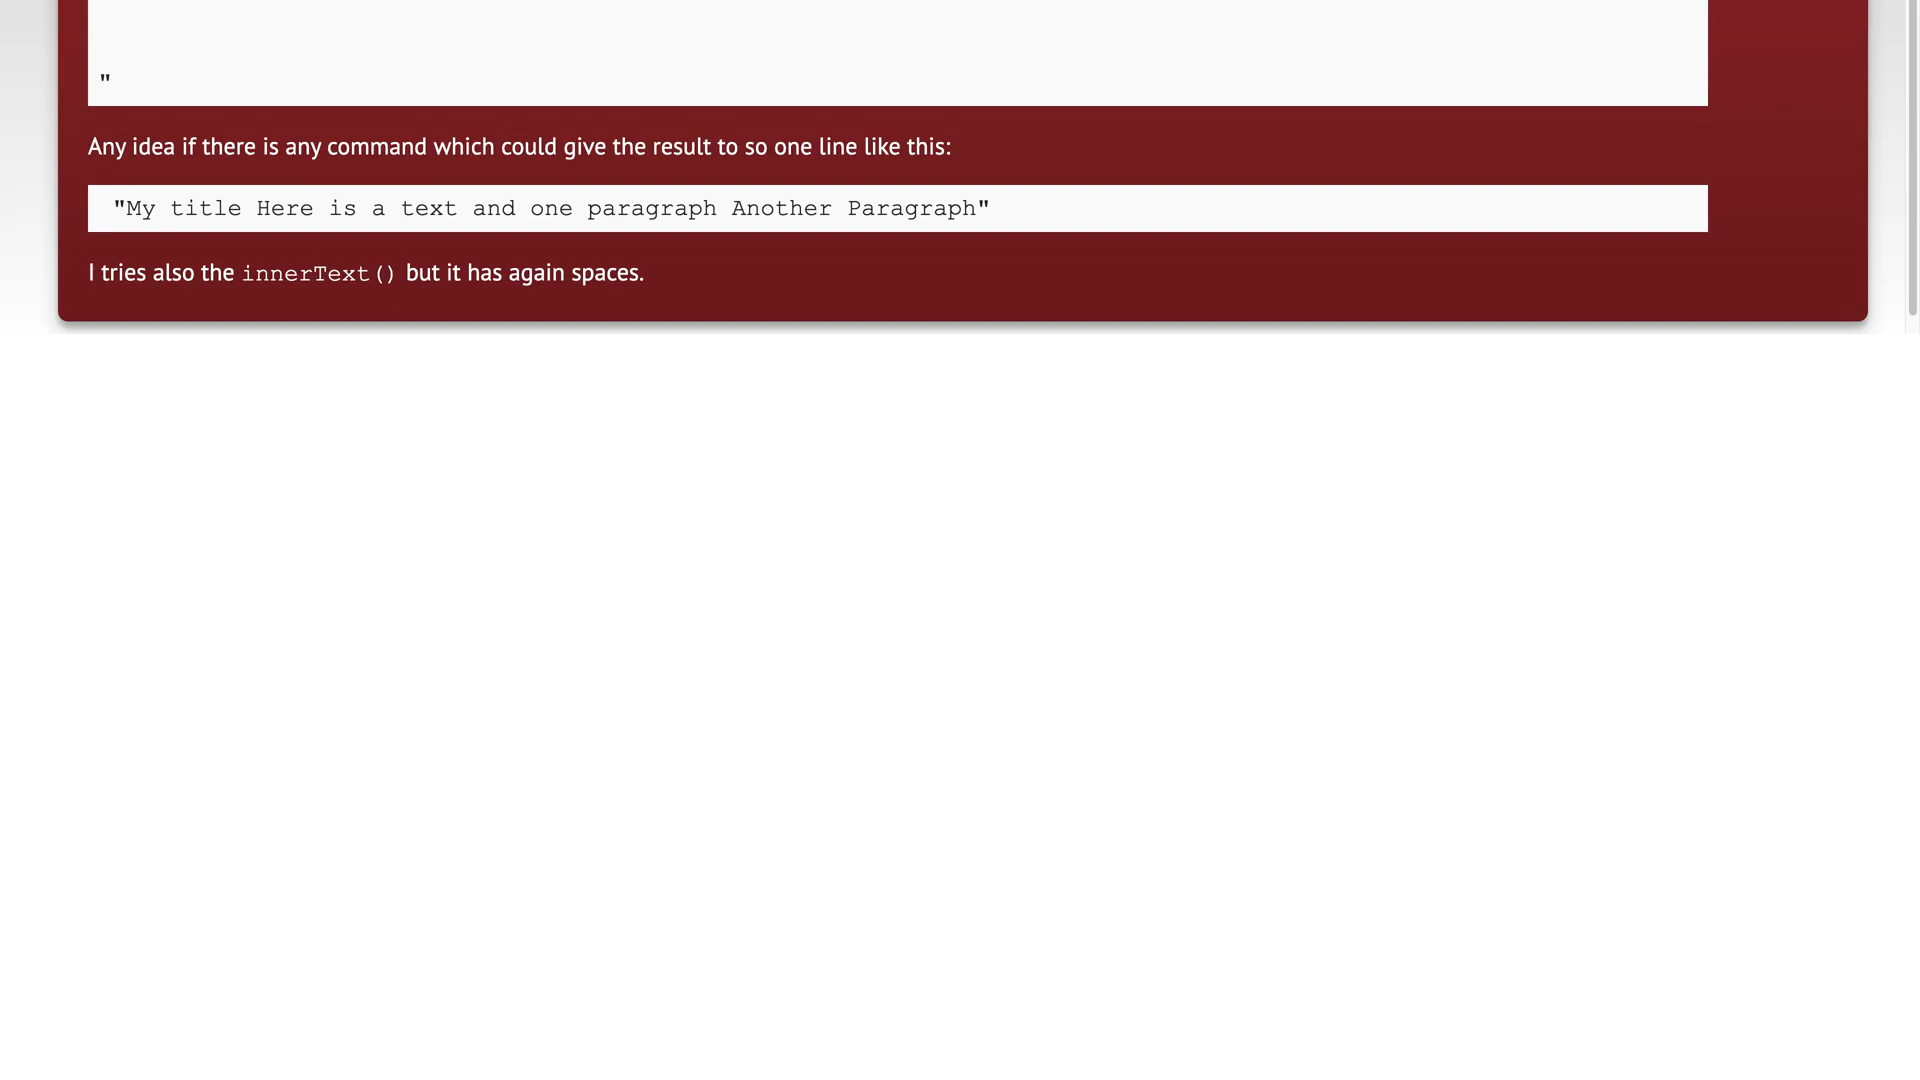 "
Any idea if there is any command which could give the result to so one line like this:
"My title Here is a text and one paragraph Another Paragraph"
I tries also the innerText() but it has again spaces.